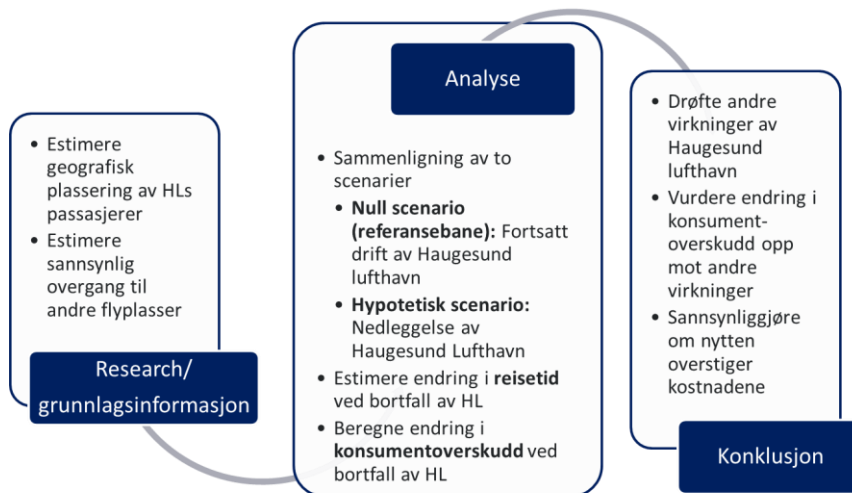 • Estimere
geografisk
plassering av HLs
passasjerer
• Estimere
sannsynlig
overgang til
andre flyplasser
Research/
grunnlagsinformasjon
Analyse
• Sammenligning av to
scenarier
• Null scenario
(referansebane): Fortsatt
drift av Haugesund
lufthavn
• Hypotetisk scenario:
Nedleggelse av
Haugesund Lufthavn
• Estimere endring i reisetid
ved bortfall av HL
• Beregne endring i
konsumentoverskudd ved
bortfall av HL
• Drøfte andre
virkninger av
Haugesund
lufthavn
• Vurdere endring i
konsument-
overskudd opp
mot andre
virkninger
• Sannsynliggjøre
om nytten
overstiger
kostnadene
Konklusjon